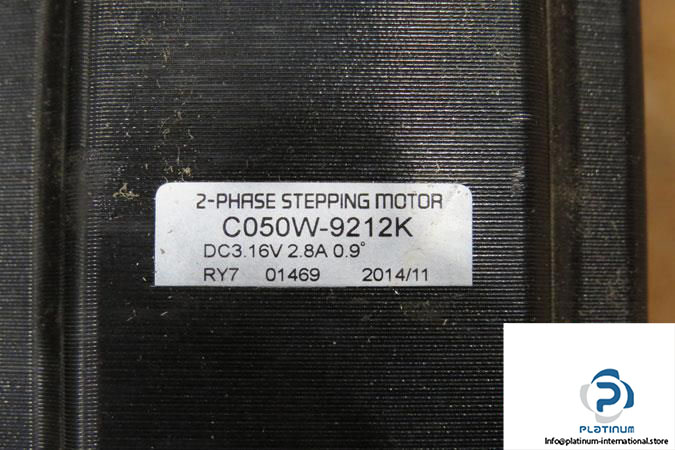 2-PHASE STEPPING MOTOR
C050W-9212K
DC3.16V 2.8A 0.9°
RY7 01469 2014/11
PLATINUM
Info@platinum-international.store